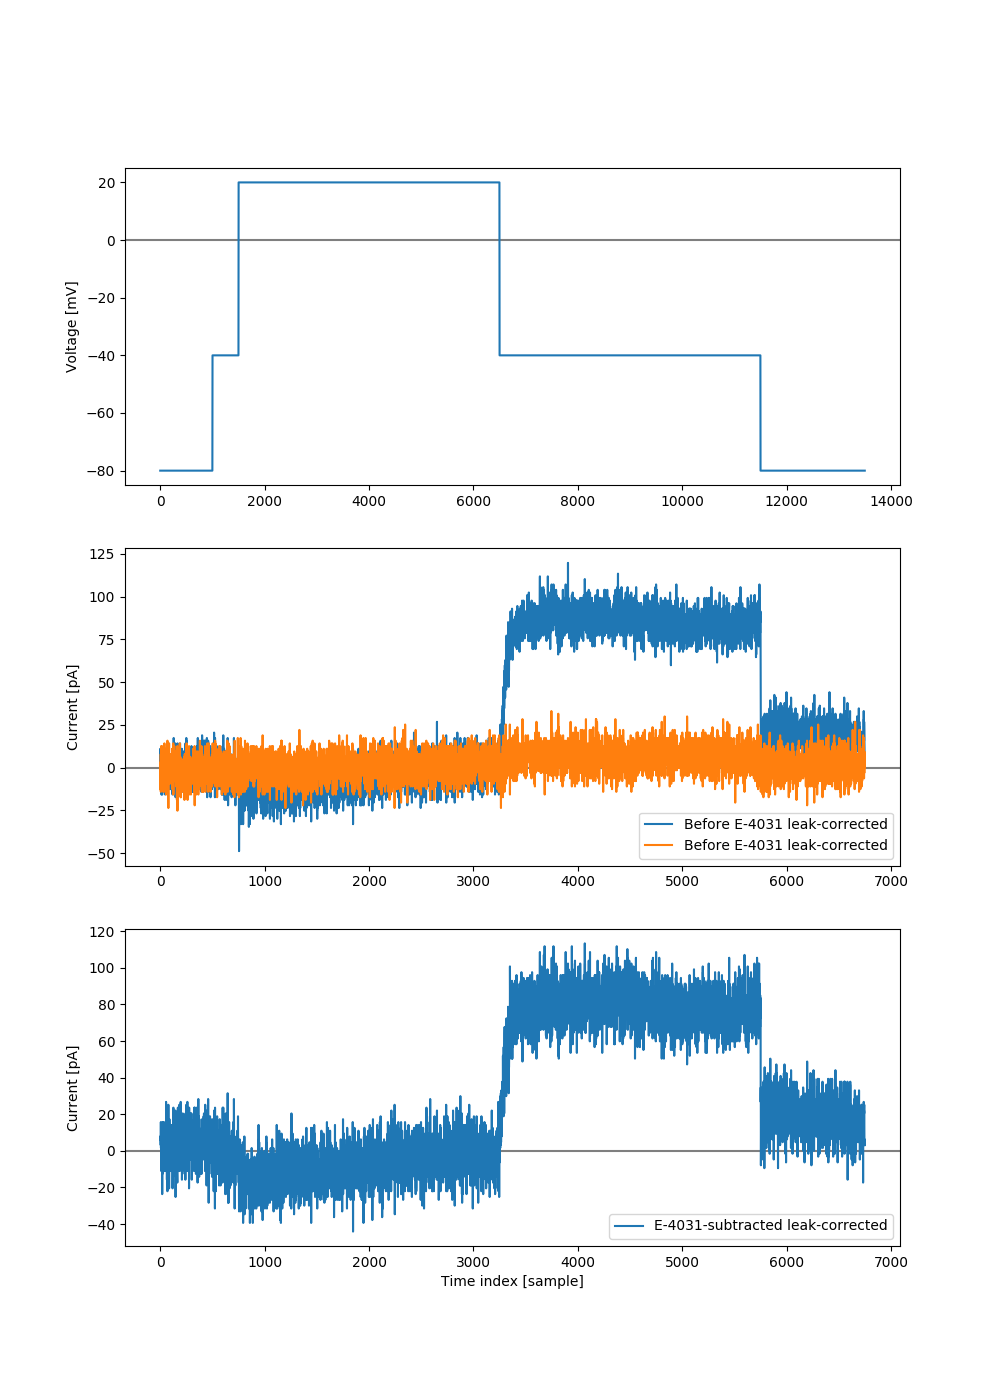 20
0
−20
−40
−60
−80
Voltage [mV]
0 2000 4000 6000 8000 10000 12000 14000
125
100
75
50
25
0
−25
−50
Current [pA]
Before E-4031 leak-corrected
Before E-4031 leak-corrected
0 1000 2000 3000 4000 5000 6000 7000
120
100
80
60
40
20
0
−20
−40
Current [pA]
E-4031-subtracted leak-corrected
0 1000 2000 3000 4000 5000 6000 7000
Time index [sample]